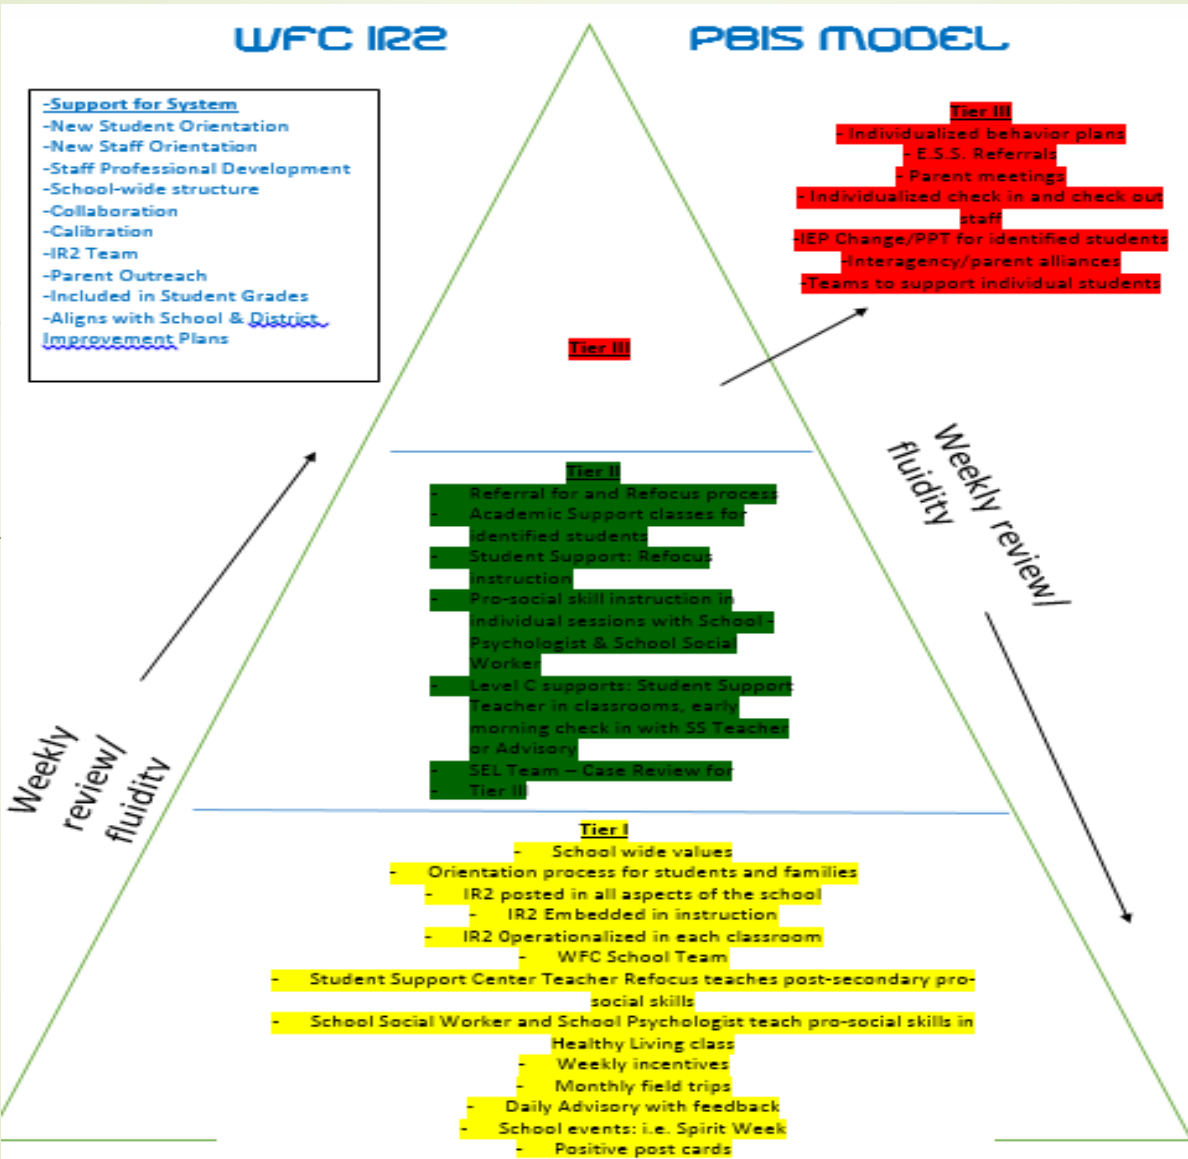 WFC IR2 PBIS MODEL
-Support for System
-New Student Orientation
-New Staff Orientation
-Staff Professional Development
-School-wide structure
-Collaboration
-Calibration
-IR2 Team
-Parent Outreach
-Included in Student Grades
-Aligns with School & District
Improvement Plans
Tier III
- Individualized behavior plans
- E.S.S. Referrals
- Parent meetings
- Individualized check in and check out
staff
-IEP Change/PPT for identified students
-Interagency/parent alliances
-Teams to support individual students
Tier III
Weekly review/
fluidity
Tier II
- Referral for and Refocus process
- Academic Support classes for
identified students
- Student Support: Refocus
instruction
- Pro-social skill instruction in
individual sessions with School -
Psychologist & School Social
Worker
- Level C supports: Student Support
Teacher in classrooms, early
morning check in with SS Teacher
or Advisory
- SEL Team – Case Review for
- Tier III
Weekly
review/
fluidity
Tier I
- School wide values
- Orientation process for students and families
- IR2 posted in all aspects of the school
- IR2 Embedded in instruction
- IR2 Operationalized in each classroom
- WFC School Team
- Student Support Center Teacher Refocus teaches post-secondary pro-
social skills
- School Social Worker and School Psychologist teach pro-social skills in
Healthy Living class
- Weekly incentives
- Monthly field trips
- Daily Advisory with feedback
- School events: i.e. Spirit Week
- Positive post cards